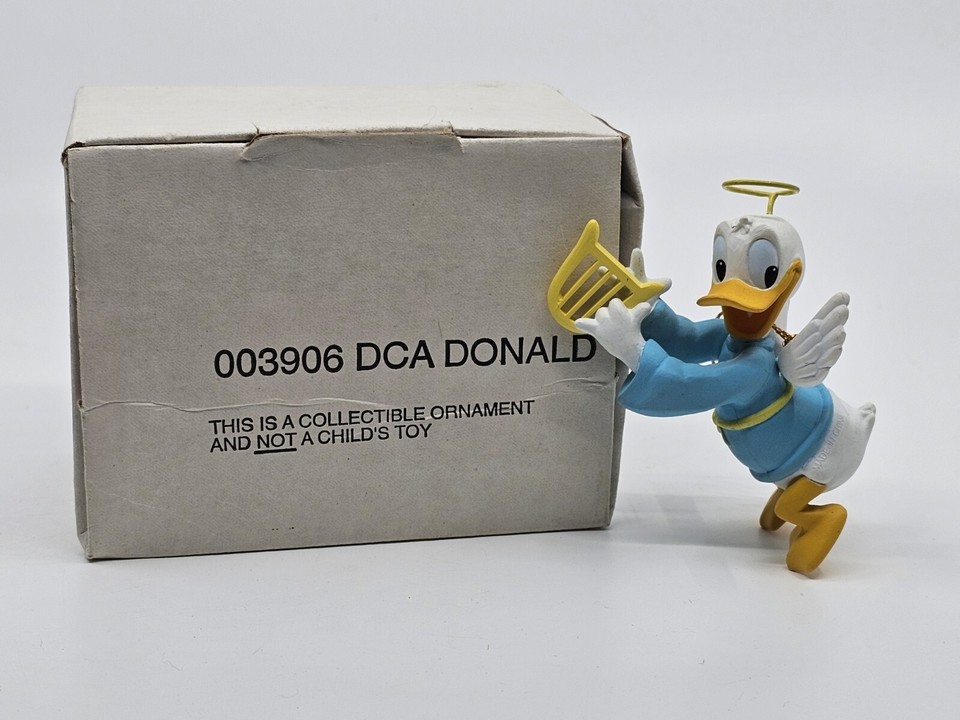 003906 DCA DONALD
THIS IS A COLLECTIBLE ORNAMENT
AND NOT A CHILD'S TOY